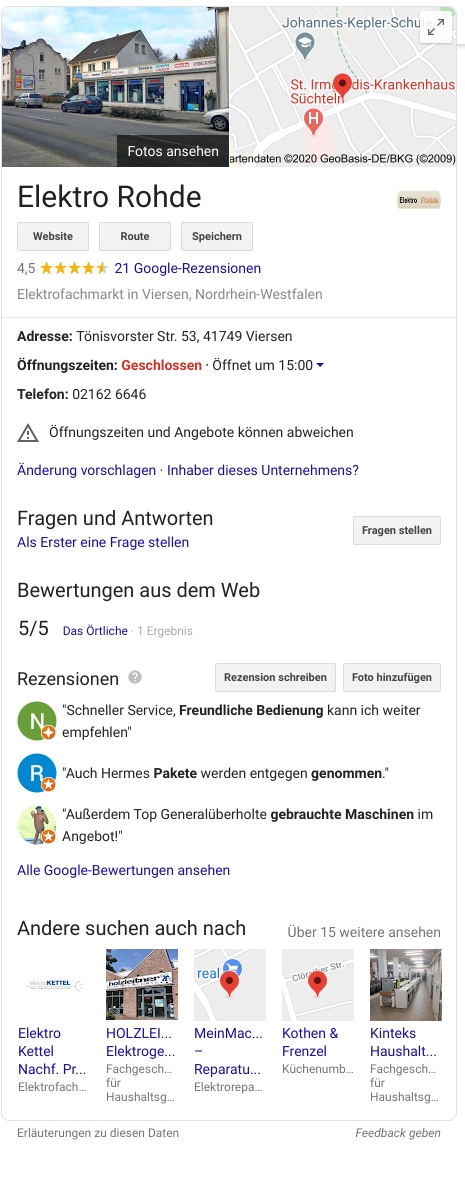 Johannes-Kepler-Schule
St. Irmgardis-Krankenhaus
Süchteln
H
Fotos ansehen
artendaten ©2020 GeoBasis-DE/BKG (©2009)
Elektro Rohde
Elektro Rohde
Website
Route
Speichern
4,5 21 Google-Rezensionen
Elektrofachmarkt in Viersen, Nordrhein-Westfalen
Adresse: Tönisvorster Str. 53, 41749 Viersen
Öffnungszeiten: Geschlossen · Öffnet um 15:00
Telefon: 02162 6646
Öffnungszeiten und Angebote können abweichen
Änderung vorschlagen · Inhaber dieses Unternehmens?
Fragen und Antworten
Fragen stellen
Als Erster eine Frage stellen
Bewertungen aus dem Web
5/5 Das Örtliche · 1 Ergebnis
Rezensionen ?
Rezension schreiben
Foto hinzufügen
N
"Schneller Service, Freundliche Bedienung kann ich weiter
empfehlen"
R
"Auch Hermes Pakete werden entgegen genommen."
"Außerdem Top Generalüberholte gebrauchte Maschinen im
Angebot!"
Alle Google-Bewertungen ansehen
Andere suchen auch nach
Über 15 weitere ansehen
elektro KETTEL
holzleitner
real
Clörather Str.
Elektro
Kettel
Nachf. Pr...
Elektrofach...
HOLZLEI...
Elektroge...
Fachgesch...
für
Haushaltsg...
MeinMac...
–
Reparatu...
Elektrorepa...
Kothen &
Frenzel
Küchenumb...
Kinteks
Haushalt...
Fachgesch...
für
Haushaltsg...
Erläuterungen zu diesen Daten
Feedback geben